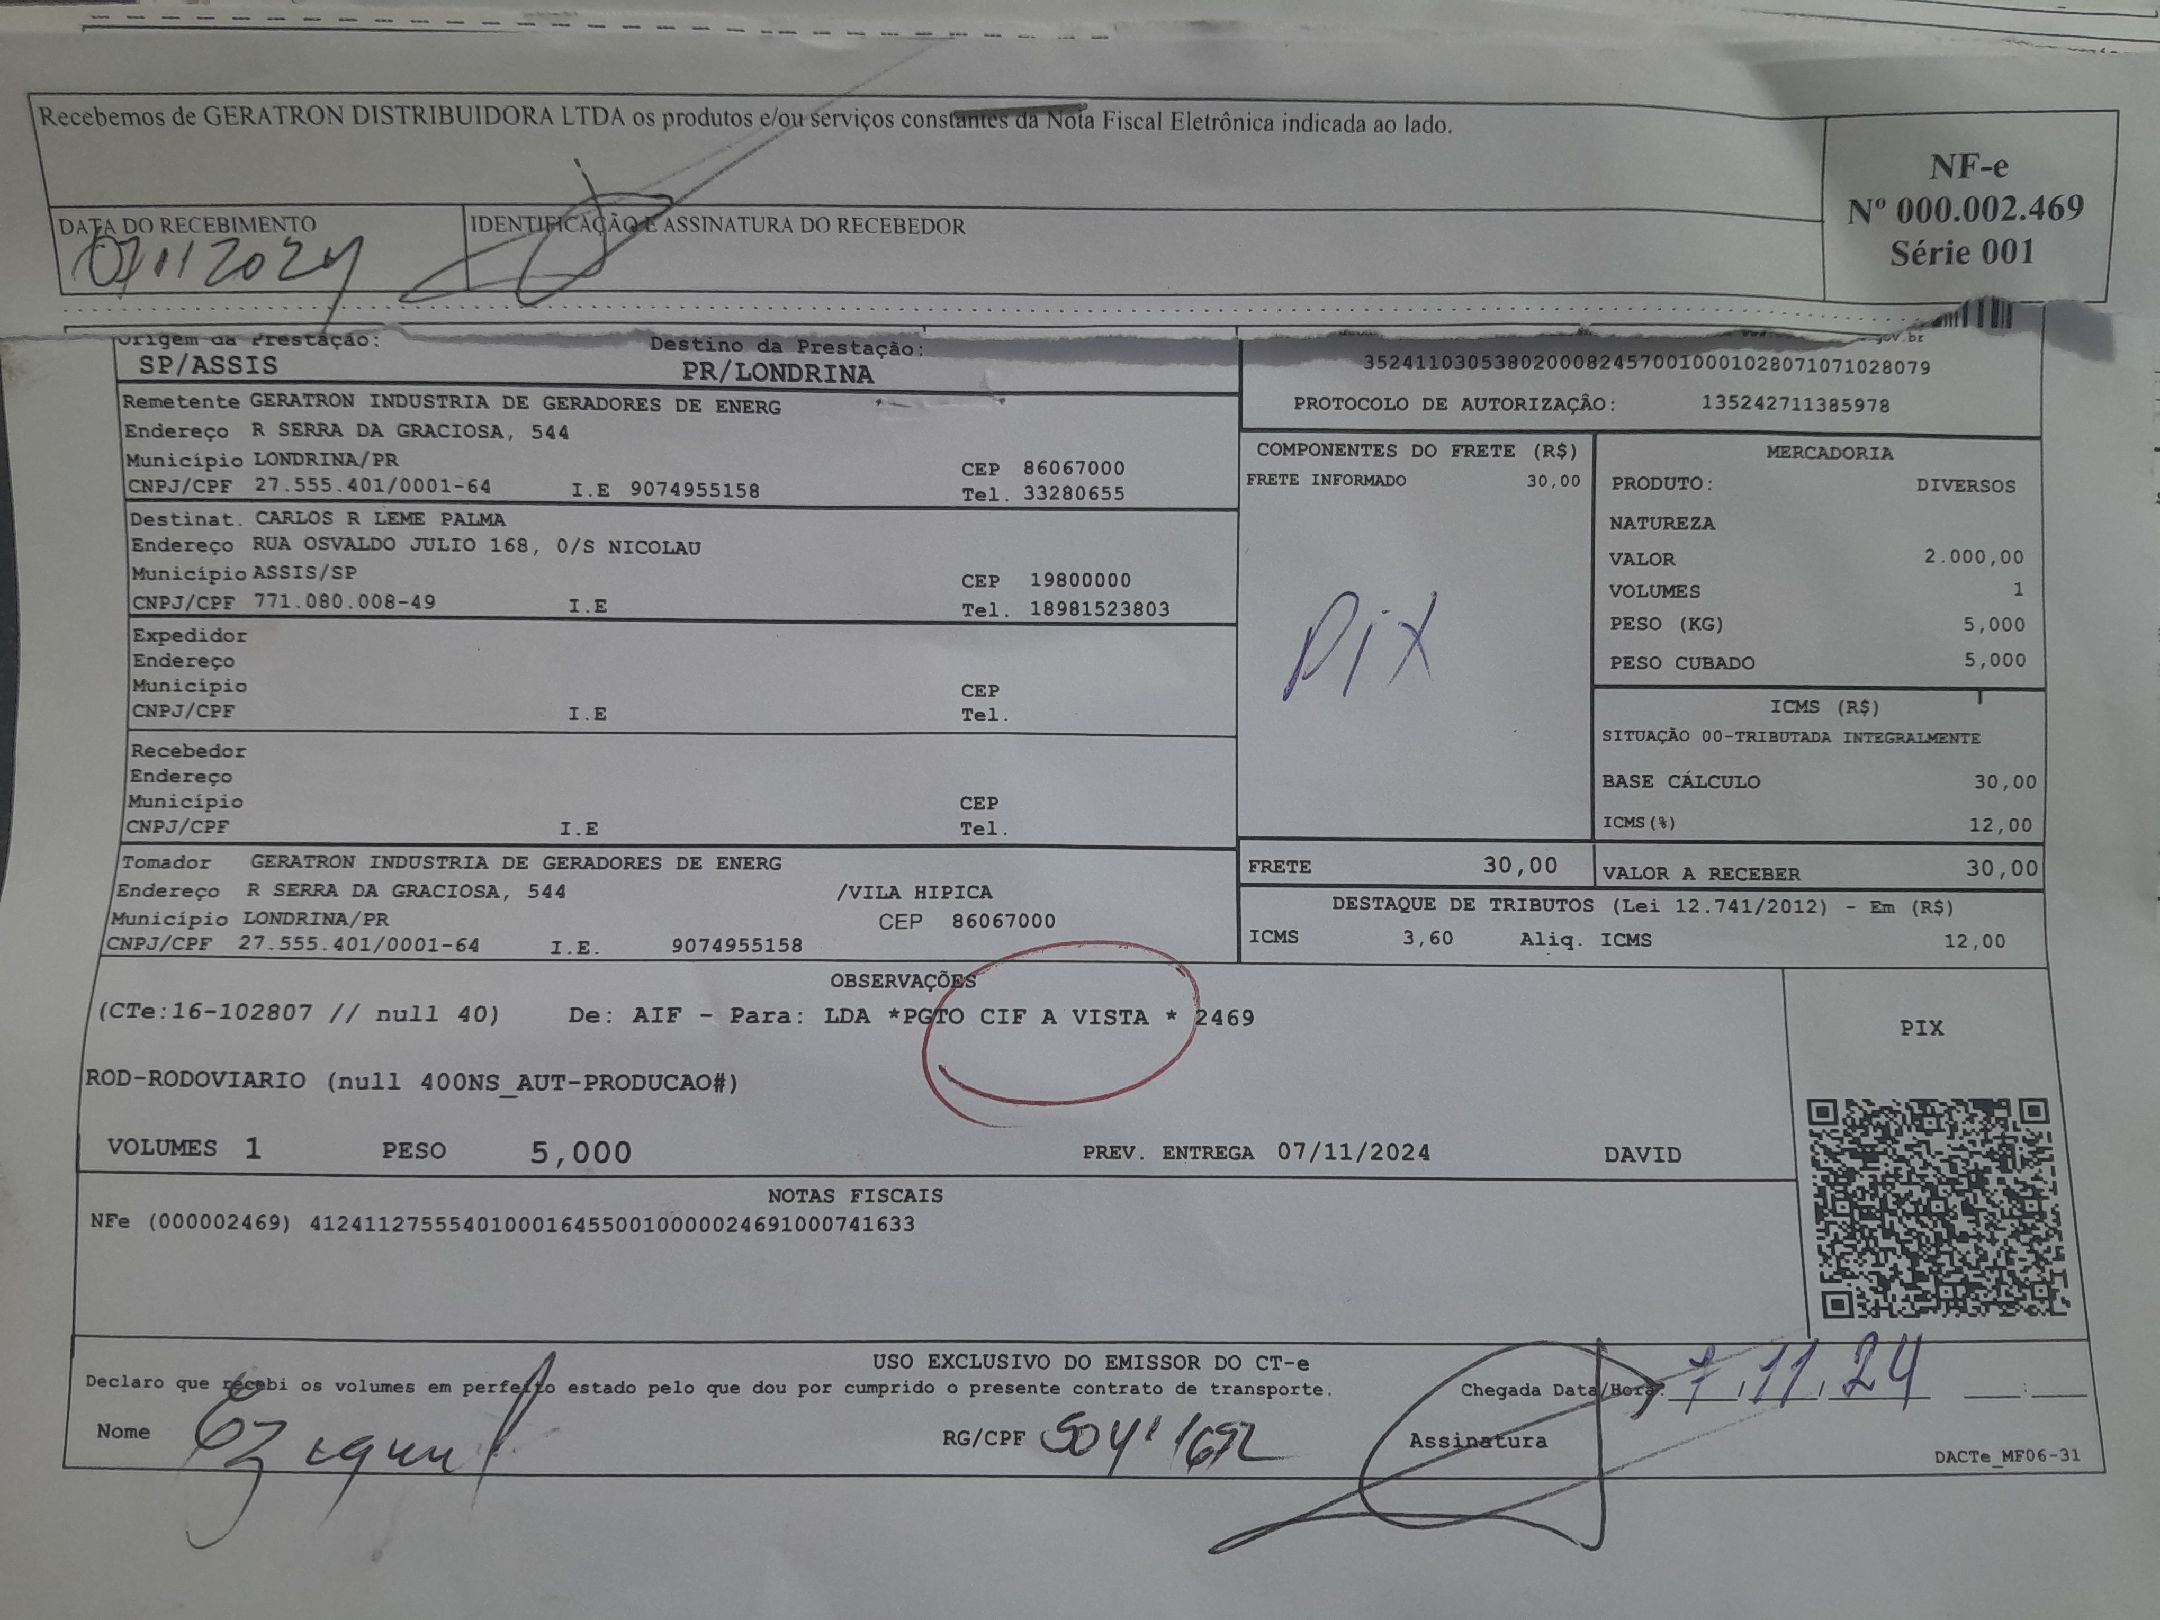 Recebemos de GERATRON DISTRIBUIDORA LTDA os produtos e/ou serviços constantes da Nota Fiscal Eletrônica indicada ao lado.
NF-e
Nº 000.002.469
Série 001
DATA DO RECEBIMENTO
07/11/2024
IDENTIFICAÇÃO E ASSINATURA DO RECEBEDOR
Origem da Prestação:
SP/ASSIS
Destino da Prestação:
PR/LONDRINA
gov.br
35241103053802000824570010001028071071028079
PROTOCOLO DE AUTORIZAÇÃO: 135242711385978
Remetente GERATRON INDUSTRIA DE GERADORES DE ENERG
Endereço R SERRA DA GRACIOSA, 544
Município LONDRINA/PR CEP 86067000
CNPJ/CPF 27.555.401/0001-64 I.E 9074955158 Tel. 33280655
Destinat. CARLOS R LEME PALMA
Endereço RUA OSVALDO JULIO 168, 0/S NICOLAU
Município ASSIS/SP CEP 19800000
CNPJ/CPF 771.080.008-49 I.E Tel. 18981523803
Expedidor
Endereço
Município CEP
CNPJ/CPF I.E Tel.
Recebedor
Endereço
Município CEP
CNPJ/CPF I.E Tel.
Tomador GERATRON INDUSTRIA DE GERADORES DE ENERG
Endereço R SERRA DA GRACIOSA, 544 /VILA HIPICA
Município LONDRINA/PR CEP 86067000
CNPJ/CPF 27.555.401/0001-64 I.E. 9074955158
COMPONENTES DO FRETE (R$)
FRETE INFORMADO 30,00
PiX
FRETE 30,00
MERCADORIA
PRODUTO: DIVERSOS
NATUREZA
VALOR 2.000,00
VOLUMES 1
PESO (KG) 5,000
PESO CUBADO 5,000
ICMS (R$)
SITUAÇÃO 00-TRIBUTADA INTEGRALMENTE
BASE CÁLCULO 30,00
ICMS(%) 12,00
VALOR A RECEBER 30,00
DESTAQUE DE TRIBUTOS (Lei 12.741/2012) - Em (R$)
ICMS 3,60 Aliq. ICMS 12,00
OBSERVAÇÕES
(CTe:16-102807 // null 40) De: AIF - Para: LDA *PGTO CIF A VISTA * 2469
ROD-RODOVIARIO (null 400NS_AUT-PRODUCAO#)
VOLUMES 1 PESO 5,000 PREV. ENTREGA 07/11/2024 DAVID
PIX
NOTAS FISCAIS
NFe (000002469) 41241127555401000164550010000024691000741633
USO EXCLUSIVO DO EMISSOR DO CT-e
Declaro que recebi os volumes em perfeito estado pelo que dou por cumprido o presente contrato de transporte.
Chegada Data/Hora: 7/11/24 __:__
Nome
RG/CPF
Assinatura
DACTe_MF06-31